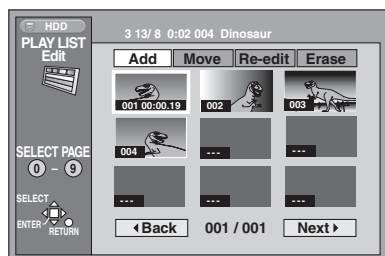 HDD
PLAY LIST
Edit
3 13/ 8 0:02 004 Dinosaur
Add Move Re-edit Erase
001 00:00.19 002 003
004 --- ---
--- --- ---
SELECT PAGE
0 – 9
SELECT
ENTER RETURN
Back 001 / 001 Next